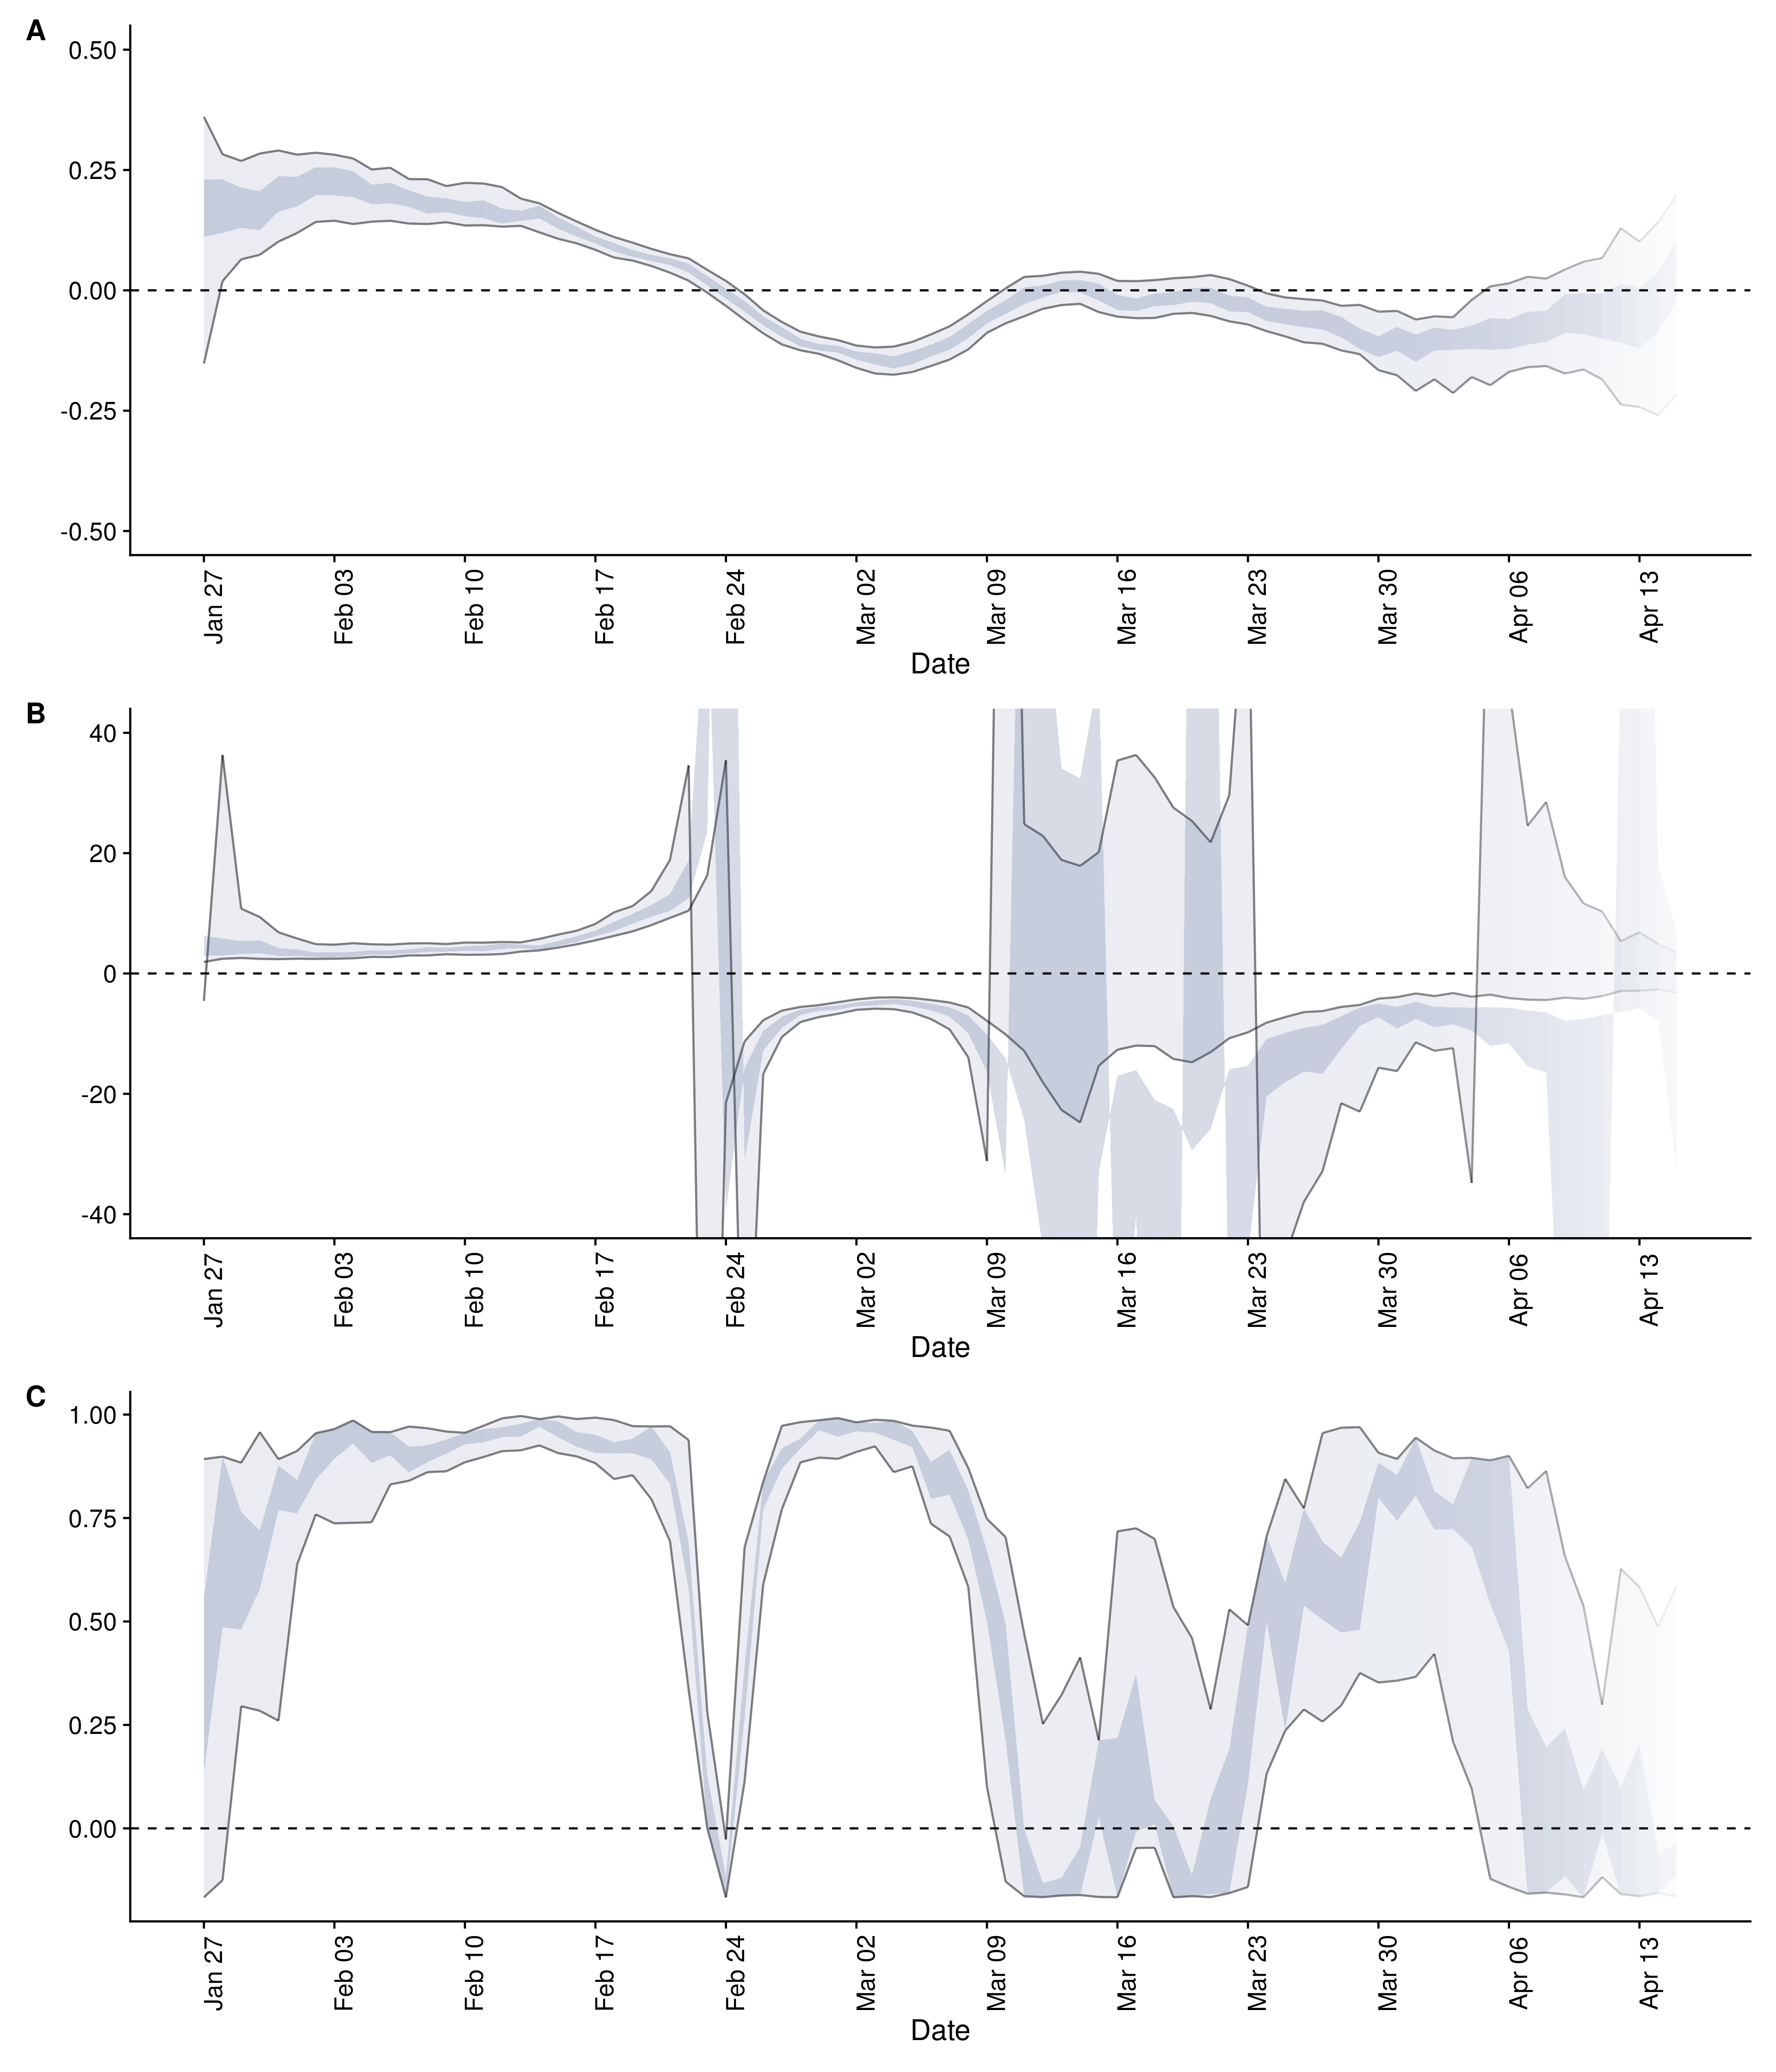 A
0.50
0.25
0.00
-0.25
-0.50
Jan 27
Feb 03
Feb 10
Feb 17
Feb 24
Mar 02
Mar 09
Mar 16
Mar 23
Mar 30
Apr 06
Apr 13
Date
B
40
20
0
-20
-40
Jan 27
Feb 03
Feb 10
Feb 17
Feb 24
Mar 02
Mar 09
Mar 16
Mar 23
Mar 30
Apr 06
Apr 13
Date
C
1.00
0.75
0.50
0.25
0.00
Jan 27
Feb 03
Feb 10
Feb 17
Feb 24
Mar 02
Mar 09
Mar 16
Mar 23
Mar 30
Apr 06
Apr 13
Date